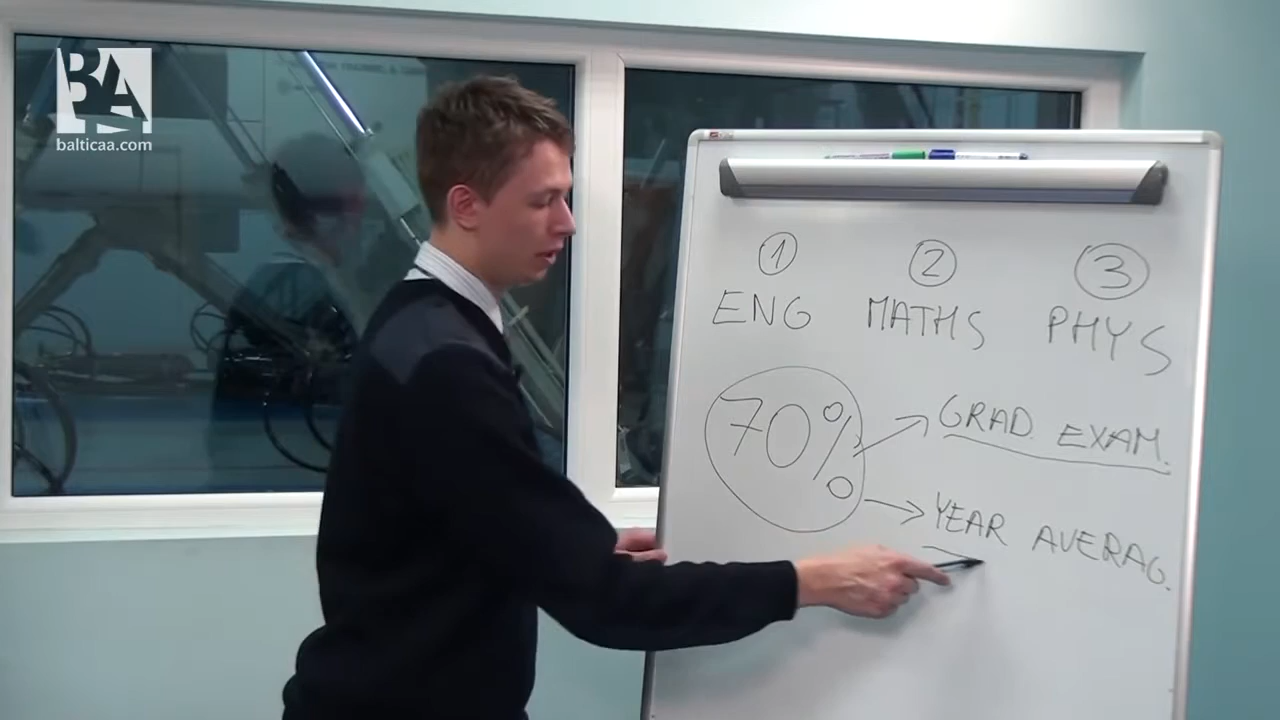 BA
balticaa.com
1 2 3
ENG MATHS PHYS
70%
GRAD. EXAM.
YEAR AVERAG.